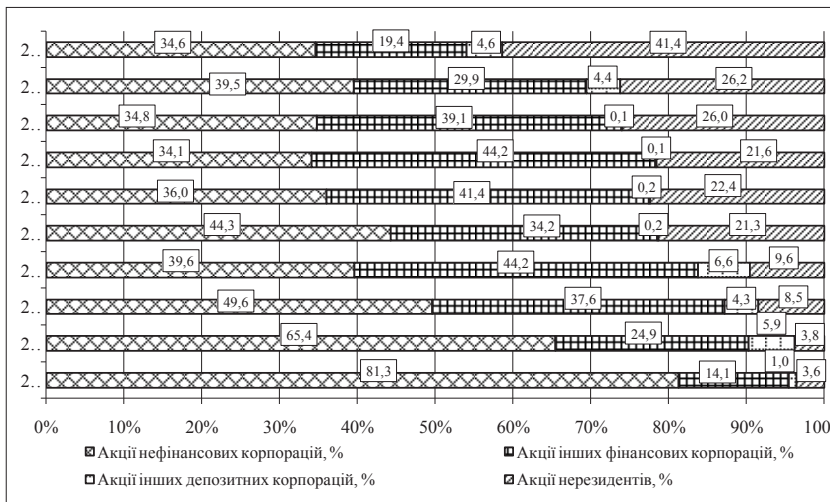 2.. 34,6 19,4 4,6 41,4
2.. 39,5 29,9 4,4 26,2
2.. 34,8 39,1 0,1 26,0
2.. 34,1 44,2 0,1 21,6
2.. 36,0 41,4 0,2 22,4
2.. 44,3 34,2 0,2 21,3
2.. 39,6 44,2 6,6 9,6
2.. 49,6 37,6 4,3 8,5
2.. 65,4 24,9 5,9 3,8
2.. 81,3 14,1 1,0 3,6
0% 10% 20% 30% 40% 50% 60% 70% 80% 90% 100
Акції нефінансових корпорацій, % Акції інших фінансових корпорацій, %
Акції інших депозитних корпорацій, % Акції нерезидентів, %